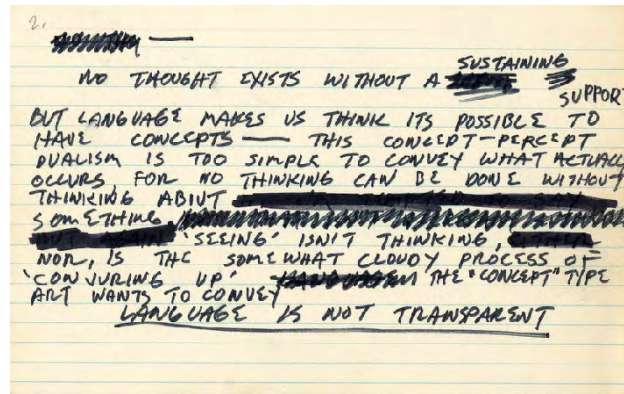 2.
NO THOUGHT EXISTS WITHOUT A SUSTAINING
SUPPORT
BUT LANGUAGE MAKES US THINK ITS POSSIBLE TO
HAVE CONCEPTS — THIS CONCEPT-PERCEPT
DUALISM IS TOO SIMPLE TO CONVEY WHAT ACTUALLY
OCCURS FOR NO THINKING CAN BE DONE WITHOUT
THINKING ABIUT
SOMETHING.
'SEEING' ISN'T THINKING,
NOR, IS THE SOMEWHAT CLOUDY PROCESS OF
'CONJURING UP' THE "CONCEPT" TYPE
ART WANTS TO CONVEY
LANGUAGE IS NOT TRANSPARENT